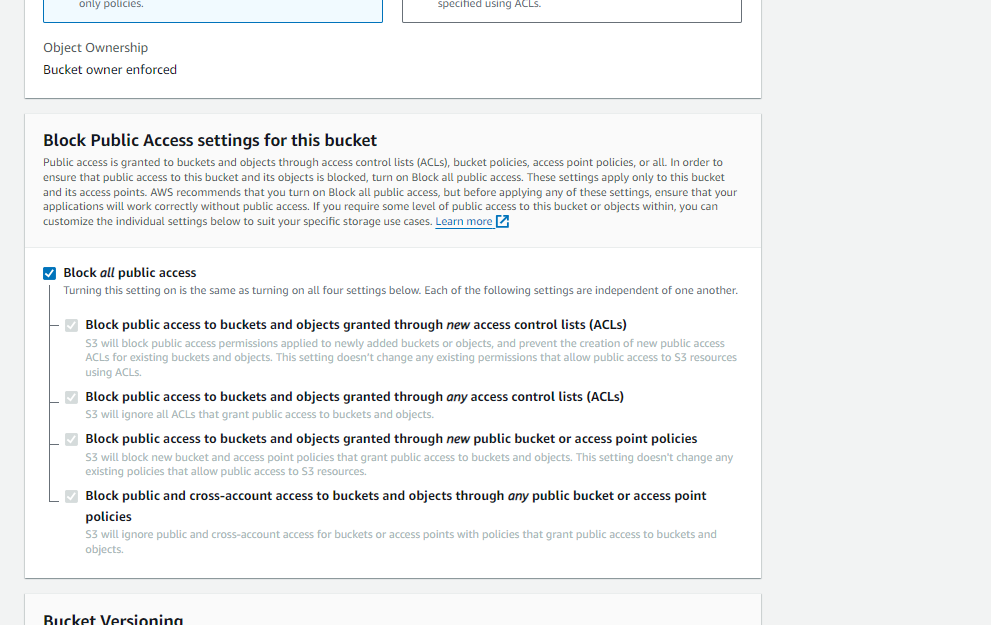 only policies.
specified using ACLs.
Object Ownership
Bucket owner enforced
Block Public Access settings for this bucket
Public access is granted to buckets and objects through access control lists (ACLs), bucket policies, access point policies, or all. In order to
ensure that public access to this bucket and its objects is blocked, turn on Block all public access. These settings apply only to this bucket
and its access points. AWS recommends that you turn on Block all public access, but before applying any of these settings, ensure that your
applications will work correctly without public access. If you require some level of public access to this bucket or objects within, you can
customize the individual settings below to suit your specific storage use cases. Learn more
Block all public access
Turning this setting on is the same as turning on all four settings below. Each of the following settings are independent of one another.
Block public access to buckets and objects granted through new access control lists (ACLs)
S3 will block public access permissions applied to newly added buckets or objects, and prevent the creation of new public access
ACLs for existing buckets and objects. This setting doesn't change any existing permissions that allow public access to S3 resources
using ACLs.
Block public access to buckets and objects granted through any access control lists (ACLs)
S3 will ignore all ACLs that grant public access to buckets and objects.
Block public access to buckets and objects granted through new public bucket or access point policies
S3 will block new bucket and access point policies that grant public access to buckets and objects. This setting doesn't change any
existing policies that allow public access to S3 resources.
Block public and cross-account access to buckets and objects through any public bucket or access point
policies
S3 will ignore public and cross-account access for buckets or access points with policies that grant public access to buckets and
objects.
Bucket Versioning